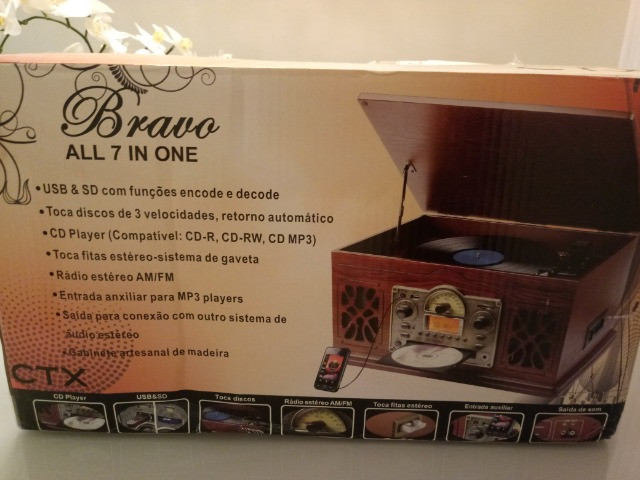 Bravo
ALL 7 IN ONE
•USB & SD com funções encode e decode
•Toca discos de 3 velocidades, retorno automático
•CD Player (Compatível: CD-R, CD-RW, CD MP3)
•Toca fitas estéreo-sistema de gaveta
•Rádio estéreo AM/FM
•Entrada anxiliar para MP3 players
•Saída para conexão com outro sistema de
áudio estéreo
•Gabinete artesanal de madeira
CTX
CD Player USB&SD Toca discos Rádio estéreo AM/FM Toca fitas estéreo Entrada auxiliar Saída de som